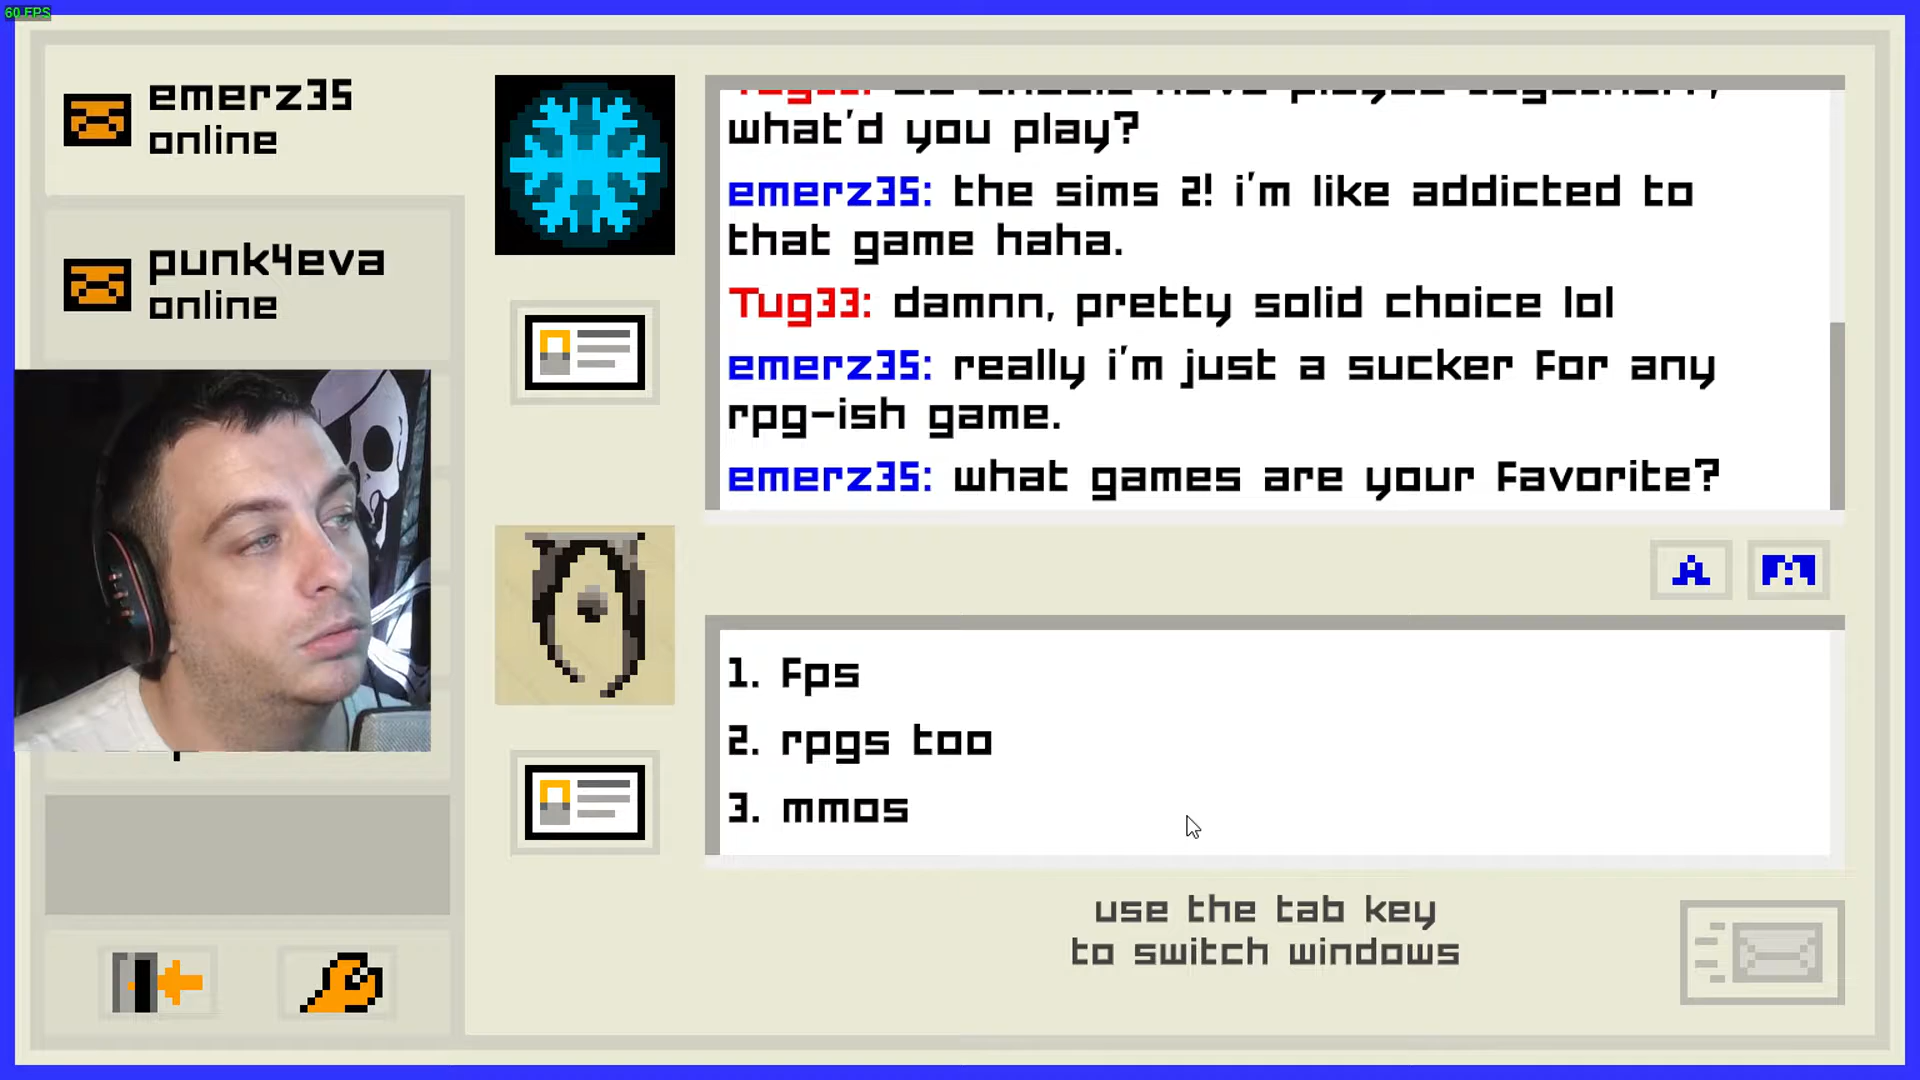 60 FPS
emerz35
online
punk4eva
online
what'd you play?
emerz35: the sims 2! i'm like addicted to
that game haha.
Tug33: damnn, pretty solid choice lol
emerz35: really i'm just a sucker for any
rpg-ish game.
emerz35: what games are your favorite?
A
1. fps
2. rpgs too
3. mmos
use the tab key
to switch windows